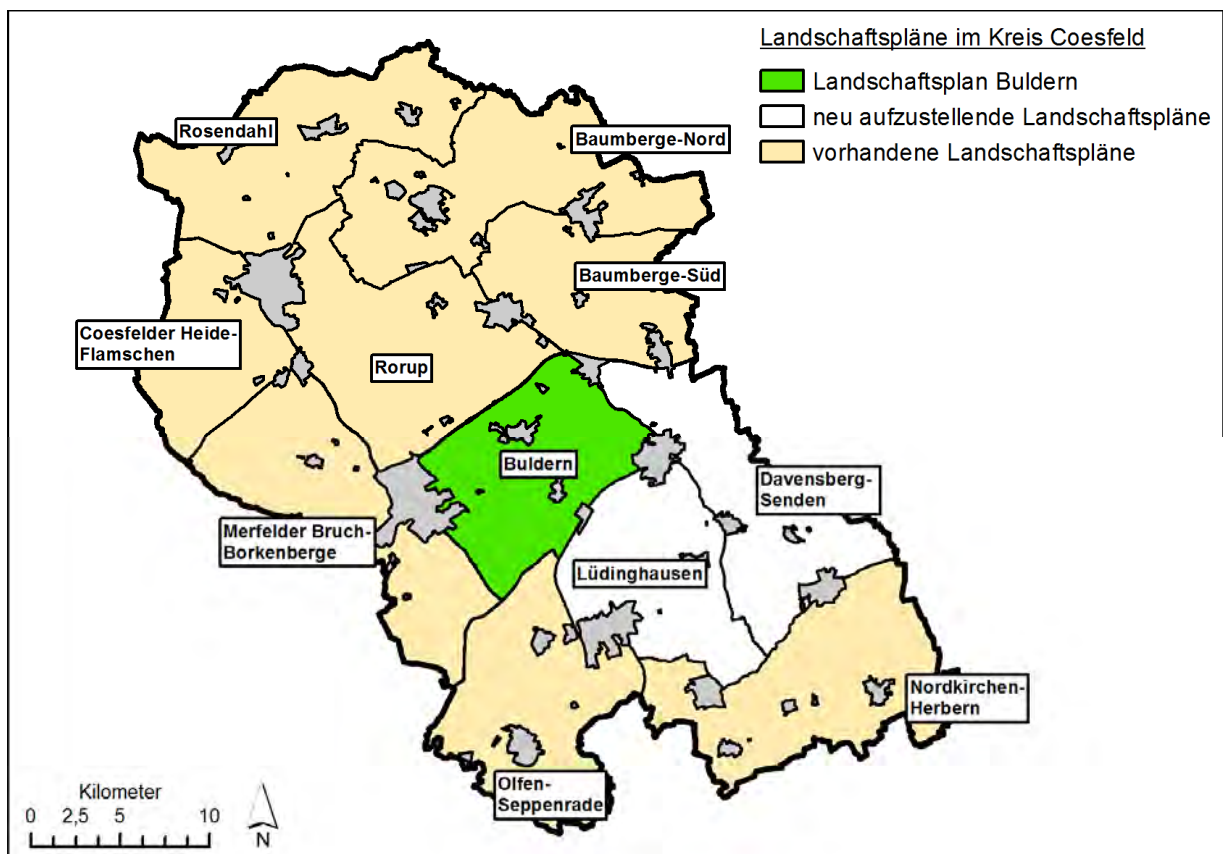 Landschaftspläne im Kreis Coesfeld
Landschaftsplan Buldern
neu aufzustellende Landschaftspläne
vorhandene Landschaftspläne
Rosendahl
Baumberge-Nord
Baumberge-Süd
Coesfelder Heide-
Flamschen
Rorup
Buldern
Davensberg-
Senden
Merfelder Bruch-
Borkenberge
Lüdinghausen
Nordkirchen-
Herbern
Olfen-
Seppenrade
Kilometer
0 2,5 5 10
N